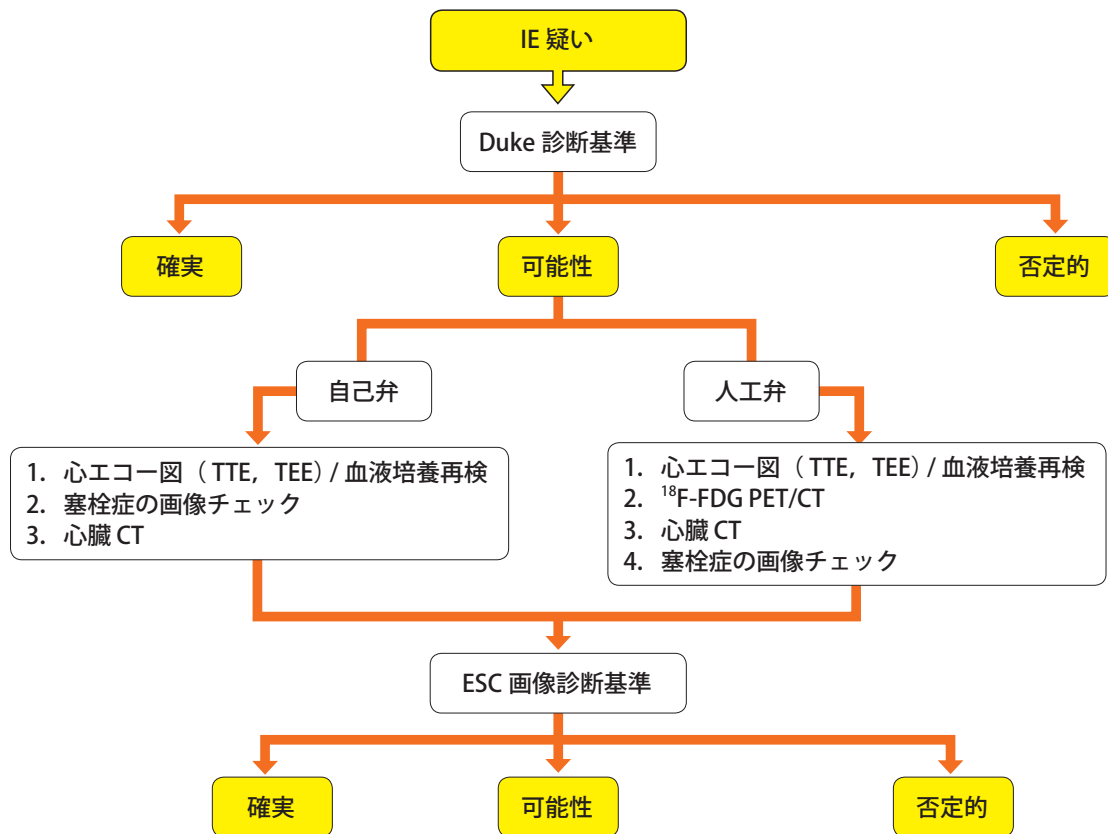 IE 疑い
Duke 診断基準
確実
可能性
否定的
自己弁
人工弁
1. 心エコー図（TTE，TEE）/ 血液培養再検
2. 塞栓症の画像チェック
3. 心臓 CT
1. 心エコー図（TTE，TEE）/ 血液培養再検
2. ¹⁸F-FDG PET/CT
3. 心臓 CT
4. 塞栓症の画像チェック
ESC 画像診断基準
確実
可能性
否定的